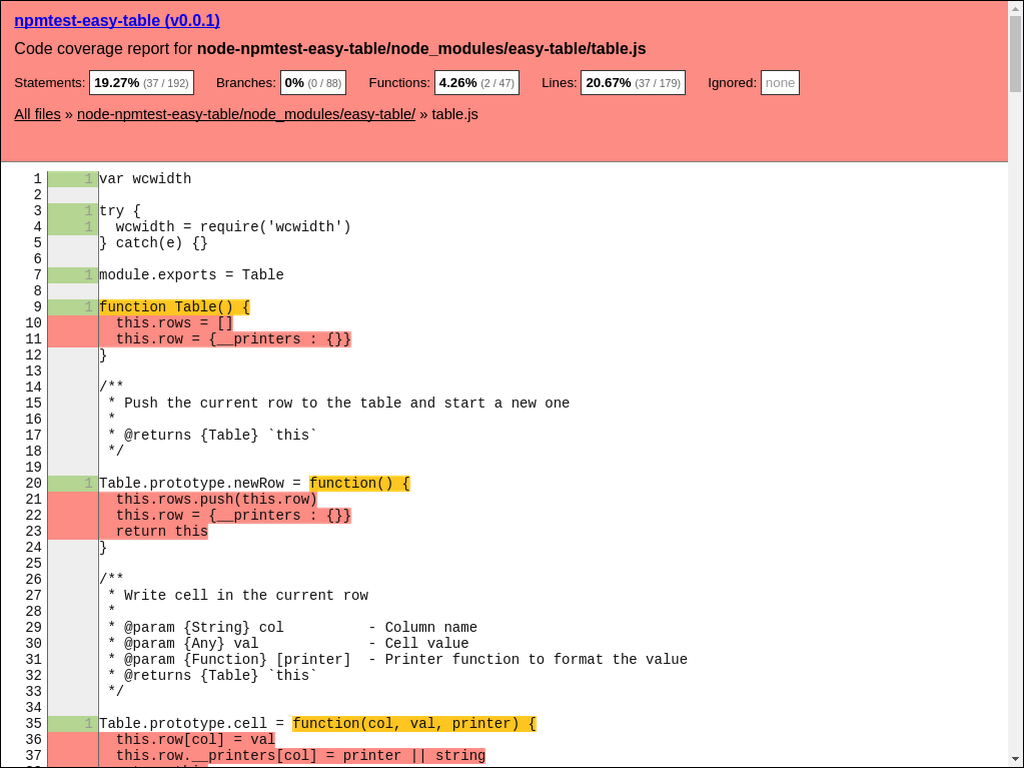 npmtest-easy-table (v0.0.1)
Code coverage report for node-npmtest-easy-table/node_modules/easy-table/table.js
Statements: 19.27% (37 / 192) Branches: 0% (0 / 88) Functions: 4.26% (2 / 47) Lines: 20.67% (37 / 179) Ignored: none
All files » node-npmtest-easy-table/node_modules/easy-table/ » table.js
1 1 var wcwidth
2
3 1 try {
4 1   wcwidth = require('wcwidth')
5 } catch(e) {}
6
7 1 module.exports = Table
8
9 1 function Table() {
10   this.rows = []
11   this.row = {__printers : {}}
12 }
13
14 /**
15  * Push the current row to the table and start a new one
16  *
17  * @returns {Table} `this`
18  */
19
20 1 Table.prototype.newRow = function() {
21   this.rows.push(this.row)
22   this.row = {__printers : {}}
23   return this
24 }
25
26 /**
27  * Write cell in the current row
28  *
29  * @param {String} col          - Column name
30  * @param {Any} val             - Cell value
31  * @param {Function} [printer]  - Printer function to format the value
32  * @returns {Table} `this`
33  */
34
35 1 Table.prototype.cell = function(col, val, printer) {
36   this.row[col] = val
37   this.row.__printers[col] = printer || string